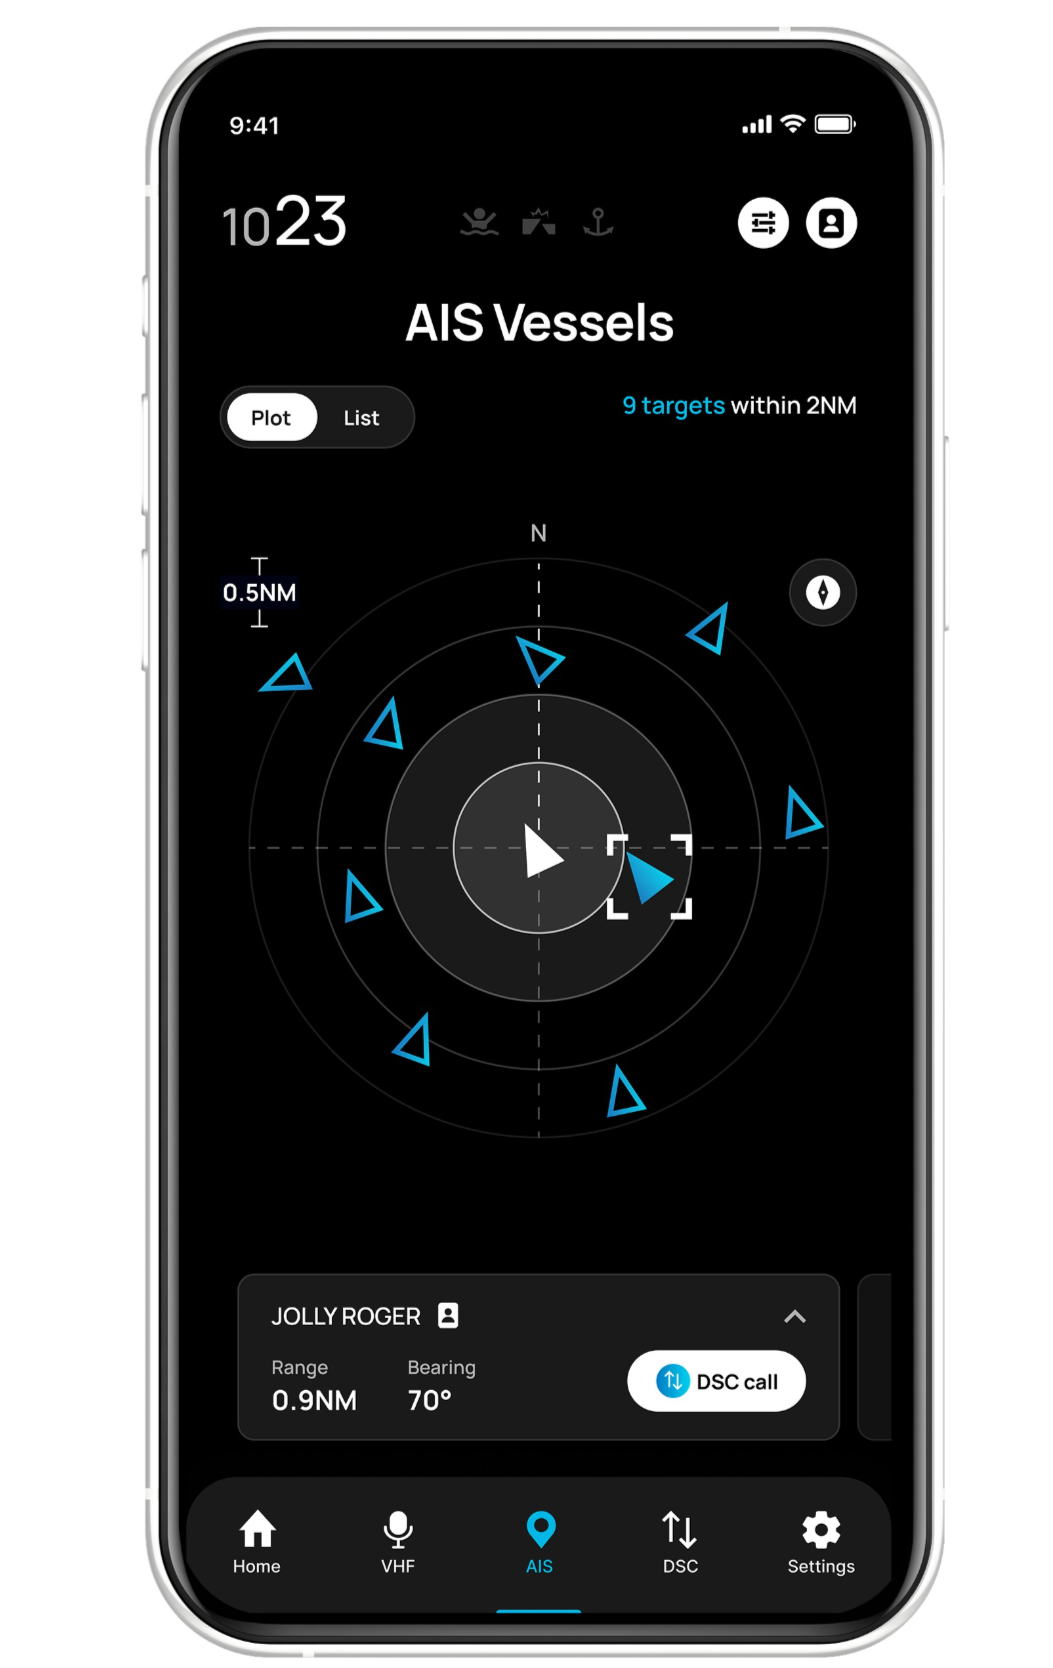 9:41
1023
AIS Vessels
Plot
List
9 targets within 2NM
N
0.5NM
JOLLY ROGER
Range
Bearing
0.9NM
70°
DSC call
Home
VHF
AIS
DSC
Settings